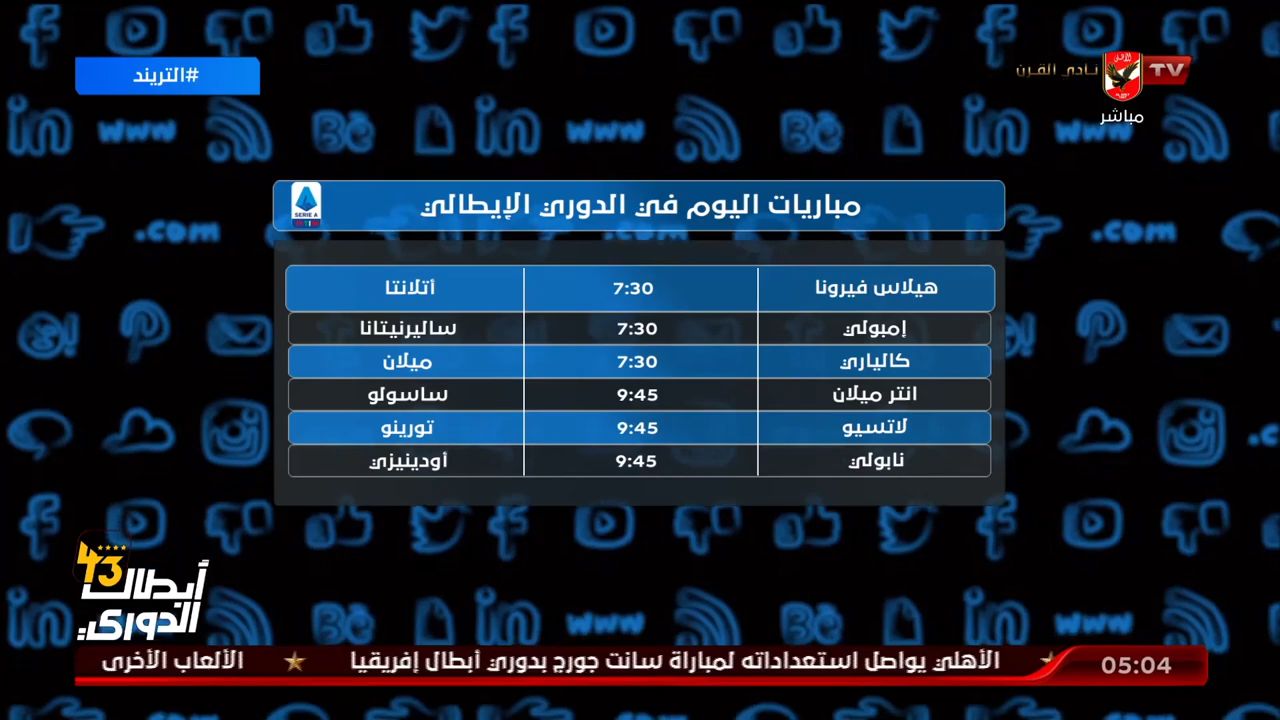 #التريند
نادي القرن
TV
مباشر
مباريات اليوم في الدوري الإيطالي
SERIE A
هيلاس فيرونا 7:30 أتلانتا
إمبولي 7:30 ساليرنيتانا
كالياري 7:30 ميلان
انتر ميلان 9:45 ساسولو
لاتسيو 9:45 تورينو
نابولي 9:45 أودينيزي
43
أبطال
الدوري
05:04 الأهلي يواصل استعداداته لمباراة سانت جورج بدوري أبطال إفريقيا الألعاب الأخرى